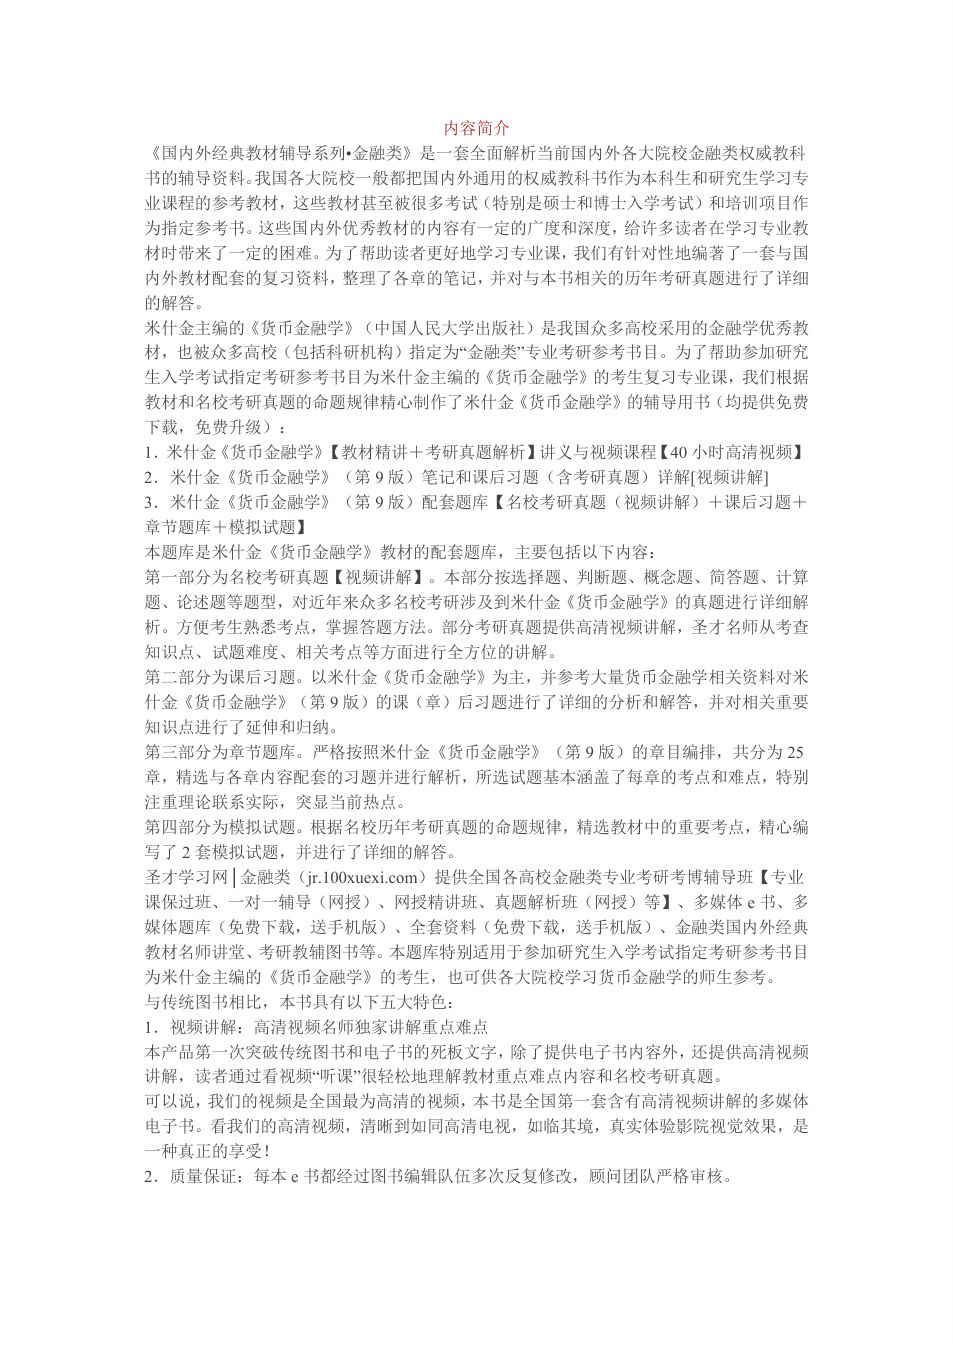 内容简介
《国内外经典教材辅导系列•金融类》是一套全面解析当前国内外各大院校金融类权威教科
书的辅导资料。我国各大院校一般都把国内外通用的权威教科书作为本科生和研究生学习专
业课程的参考教材，这些教材甚至被很多考试（特别是硕士和博士入学考试）和培训项目作
为指定参考书。这些国内外优秀教材的内容有一定的广度和深度，给许多读者在学习专业教
材时带来了一定的困难。为了帮助读者更好地学习专业课，我们有针对性地编著了一套与国
内外教材配套的复习资料，整理了各章的笔记，并对与本书相关的历年考研真题进行了详细
的解答。
米什金主编的《货币金融学》（中国人民大学出版社）是我国众多高校采用的金融学优秀教
材，也被众多高校（包括科研机构）指定为“金融类”专业考研参考书目。为了帮助参加研究
生入学考试指定考研参考书目为米什金主编的《货币金融学》的考生复习专业课，我们根据
教材和名校考研真题的命题规律精心制作了米什金《货币金融学》的辅导用书（均提供免费
下载，免费升级）：
1．米什金《货币金融学》【教材精讲＋考研真题解析】讲义与视频课程【40 小时高清视频】
2．米什金《货币金融学》（第 9 版）笔记和课后习题（含考研真题）详解[视频讲解]
3．米什金《货币金融学》（第 9 版）配套题库【名校考研真题（视频讲解）＋课后习题＋
章节题库＋模拟试题】
本题库是米什金《货币金融学》教材的配套题库，主要包括以下内容：
第一部分为名校考研真题【视频讲解】。本部分按选择题、判断题、概念题、简答题、计算
题、论述题等题型，对近年来众多名校考研涉及到米什金《货币金融学》的真题进行详细解
析。方便考生熟悉考点，掌握答题方法。部分考研真题提供高清视频讲解，圣才名师从考查
知识点、试题难度、相关考点等方面进行全方位的讲解。
第二部分为课后习题。以米什金《货币金融学》为主，并参考大量货币金融学相关资料对米
什金《货币金融学》（第 9 版）的课（章）后习题进行了详细的分析和解答，并对相关重要
知识点进行了延伸和归纳。
第三部分为章节题库。严格按照米什金《货币金融学》（第 9 版）的章目编排，共分为 25
章，精选与各章内容配套的习题并进行解析，所选试题基本涵盖了每章的考点和难点，特别
注重理论联系实际，突显当前热点。
第四部分为模拟试题。根据名校历年考研真题的命题规律，精选教材中的重要考点，精心编
写了 2 套模拟试题，并进行了详细的解答。
圣才学习网│金融类（jr.100xuexi.com）提供全国各高校金融类专业考研考博辅导班【专业
课保过班、一对一辅导（网授）、网授精讲班、真题解析班（网授）等】、多媒体 e 书、多
媒体题库（免费下载，送手机版）、全套资料（免费下载，送手机版）、金融类国内外经典
教材名师讲堂、考研教辅图书等。本题库特别适用于参加研究生入学考试指定考研参考书目
为米什金主编的《货币金融学》的考生，也可供各大院校学习货币金融学的师生参考。
与传统图书相比，本书具有以下五大特色：
1．视频讲解：高清视频名师独家讲解重点难点
本产品第一次突破传统图书和电子书的死板文字，除了提供电子书内容外，还提供高清视频
讲解，读者通过看视频“听课”很轻松地理解教材重点难点内容和名校考研真题。
可以说，我们的视频是全国最为高清的视频，本书是全国第一套含有高清视频讲解的多媒体
电子书。看我们的高清视频，清晰到如同高清电视，如临其境，真实体验影院视觉效果，是
一种真正的享受！
2．质量保证：每本 e 书都经过图书编辑队伍多次反复修改，顾问团队严格审核。